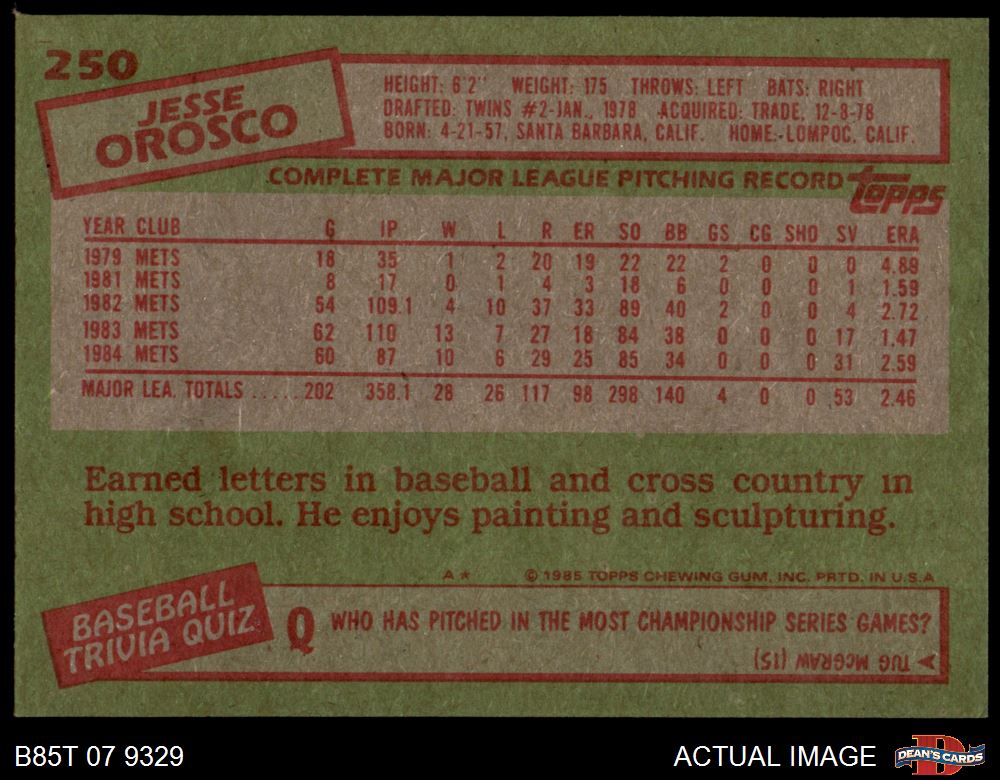 250
JESSE
OROSCO
HEIGHT: 6'2" WEIGHT: 175 THROWS: LEFT BATS: RIGHT
DRAFTED: TWINS #2-JAN., 1978 ACQUIRED: TRADE, 12-8-78
BORN: 4-21-57, SANTA BARBARA, CALIF. HOME: LOMPOC, CALIF.
COMPLETE MAJOR LEAGUE PITCHING RECORD topps
YEAR CLUB G IP W L R ER SO BB GS CG SHO SV ERA
1979 METS 18 35 1 2 20 19 22 22 2 0 0 0 4.89
1981 METS 8 17 0 1 4 3 18 6 0 0 0 1 1.59
1982 METS 54 109.1 4 10 37 33 89 40 2 0 0 4 2.72
1983 METS 62 110 13 7 27 18 84 38 0 0 0 17 1.47
1984 METS 60 87 10 6 29 25 85 34 0 0 0 31 2.59
MAJOR LEA. TOTALS ..... 202 358.1 28 26 117 98 298 140 4 0 0 53 2.46
Earned letters in baseball and cross country in
high school. He enjoys painting and sculpturing.
A* © 1985 TOPPS CHEWING GUM, INC. PRTD. IN U.S.A
BASEBALL
TRIVIA QUIZ
Q WHO HAS PITCHED IN THE MOST CHAMPIONSHIP SERIES GAMES?
TUG McGRAW (15)
B85T 07 9329
ACTUAL IMAGE
D
DEAN'S CARDS